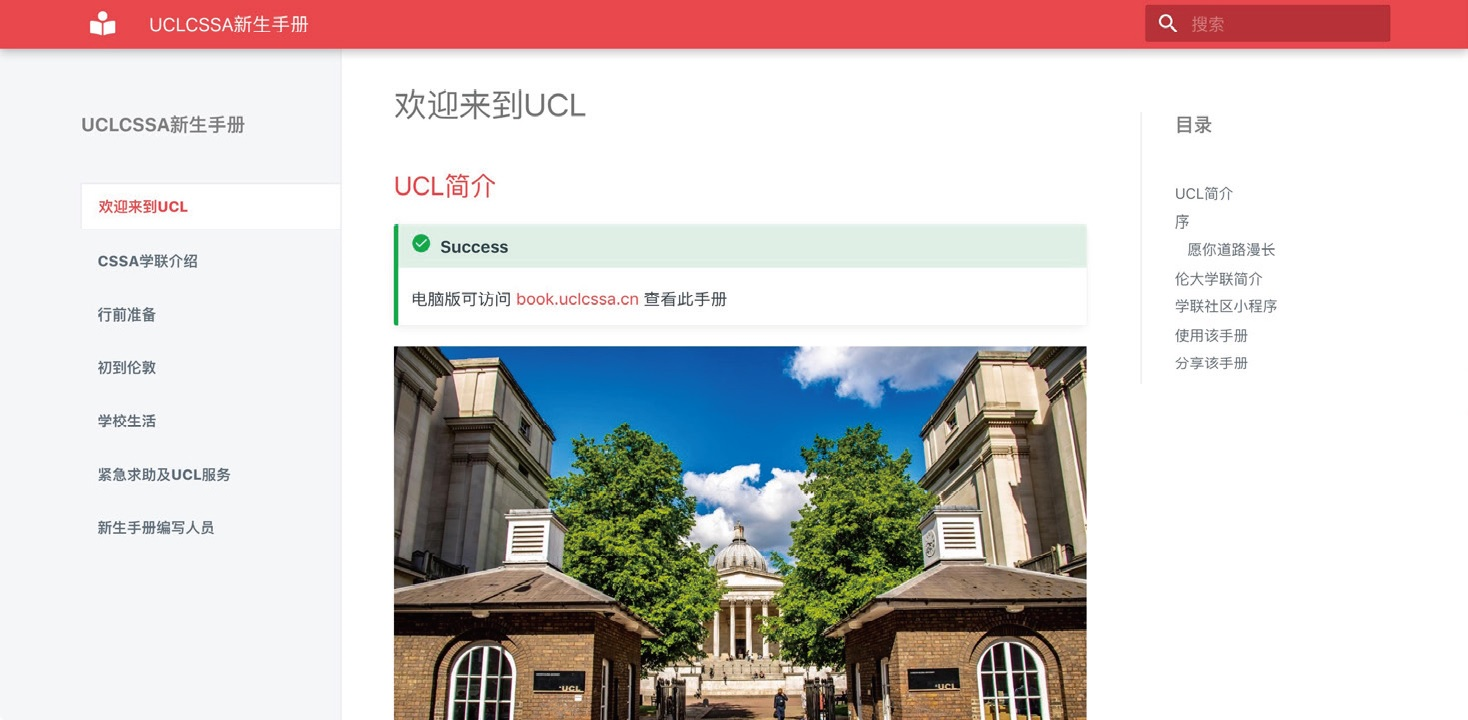 UCLCSSA新生手册
搜索
UCLCSSA新生手册
欢迎来到UCL
CSSA学联介绍
行前准备
初到伦敦
学校生活
紧急求助及UCL服务
新生手册编写人员
欢迎来到UCL
UCL简介
Success
电脑版可访问 book.uclcssa.cn 查看此手册
UCL
UCL
目录
UCL简介
序
愿你道路漫长
伦大学联简介
学联社区小程序
使用该手册
分享该手册